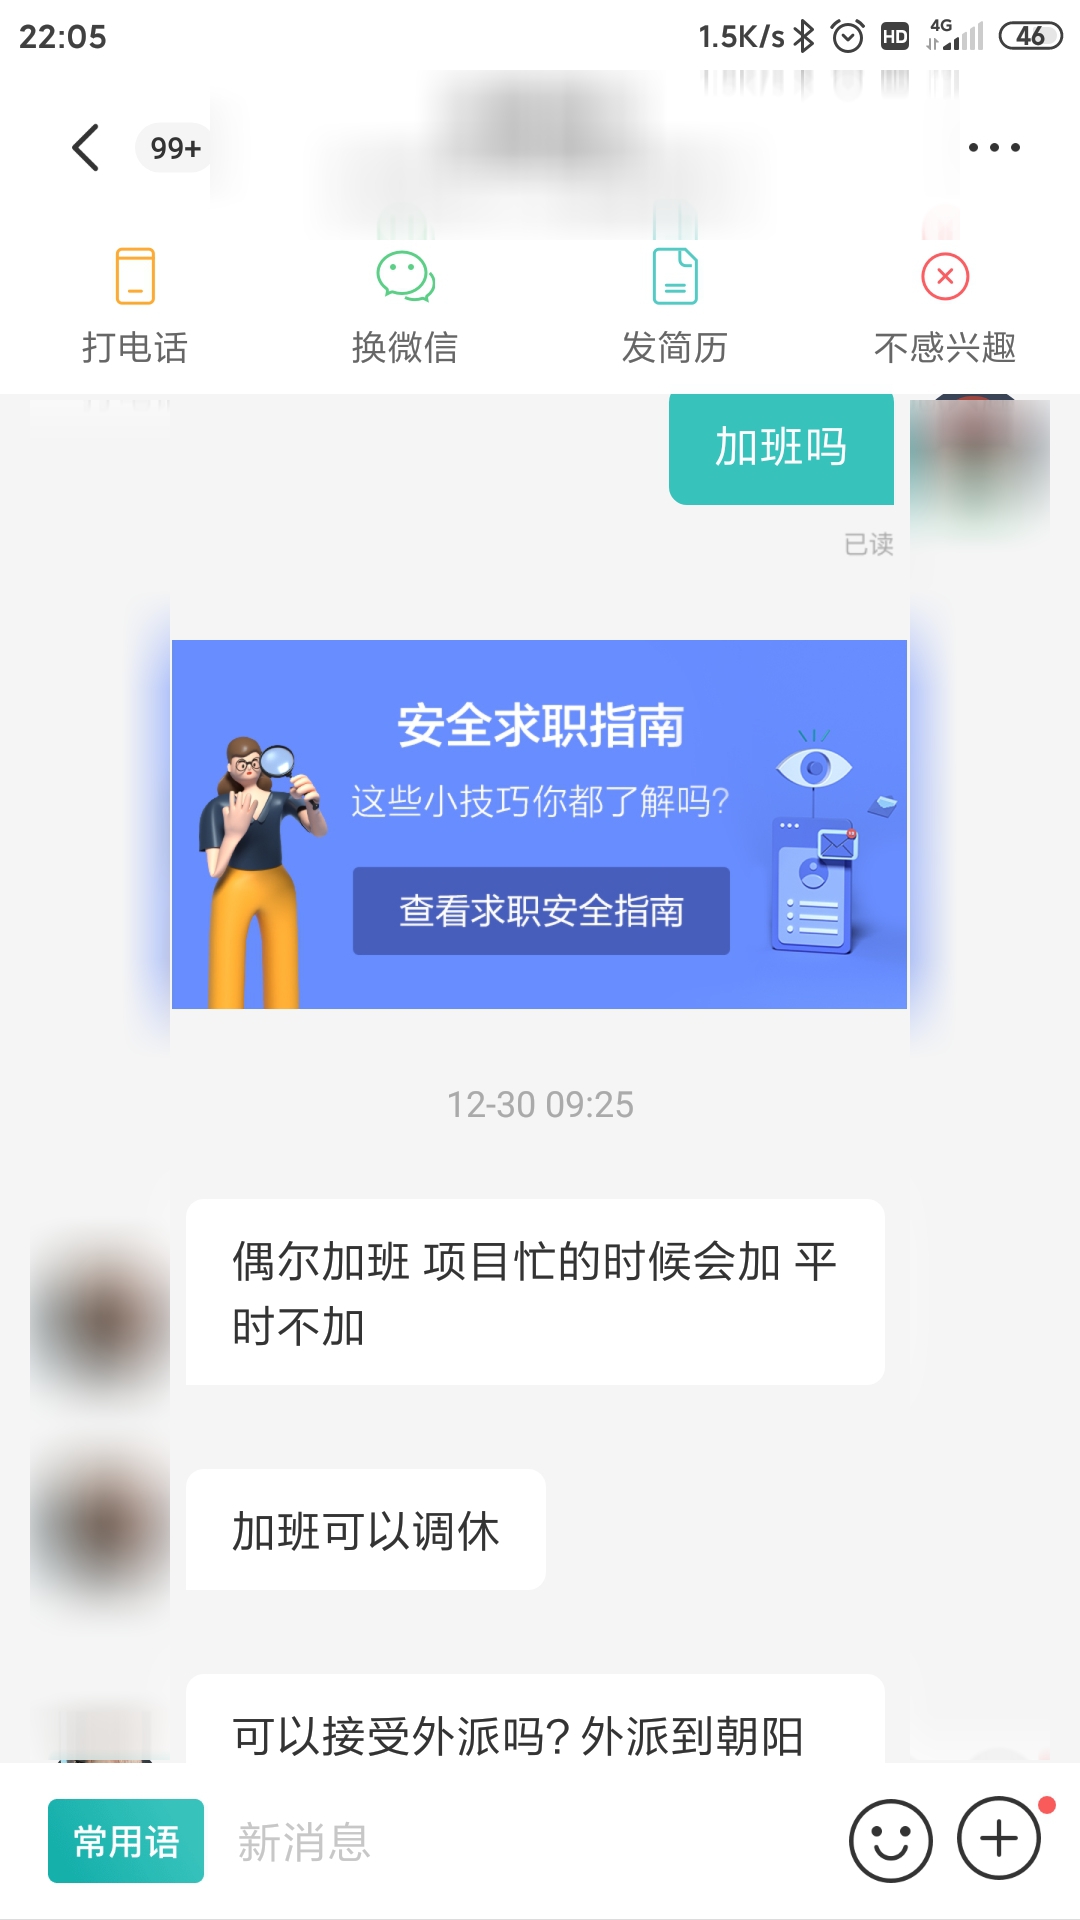 22:05
1.5K/s HD 4G 46
99+
打电话 换微信 发简历 不感兴趣
加班吗
已读
安全求职指南
这些小技巧你都了解吗?
查看求职安全指南
12-30 09:25
偶尔加班 项目忙的时候会加 平
时不加
加班可以调休
可以接受外派吗? 外派到朝阳
常用语 新消息